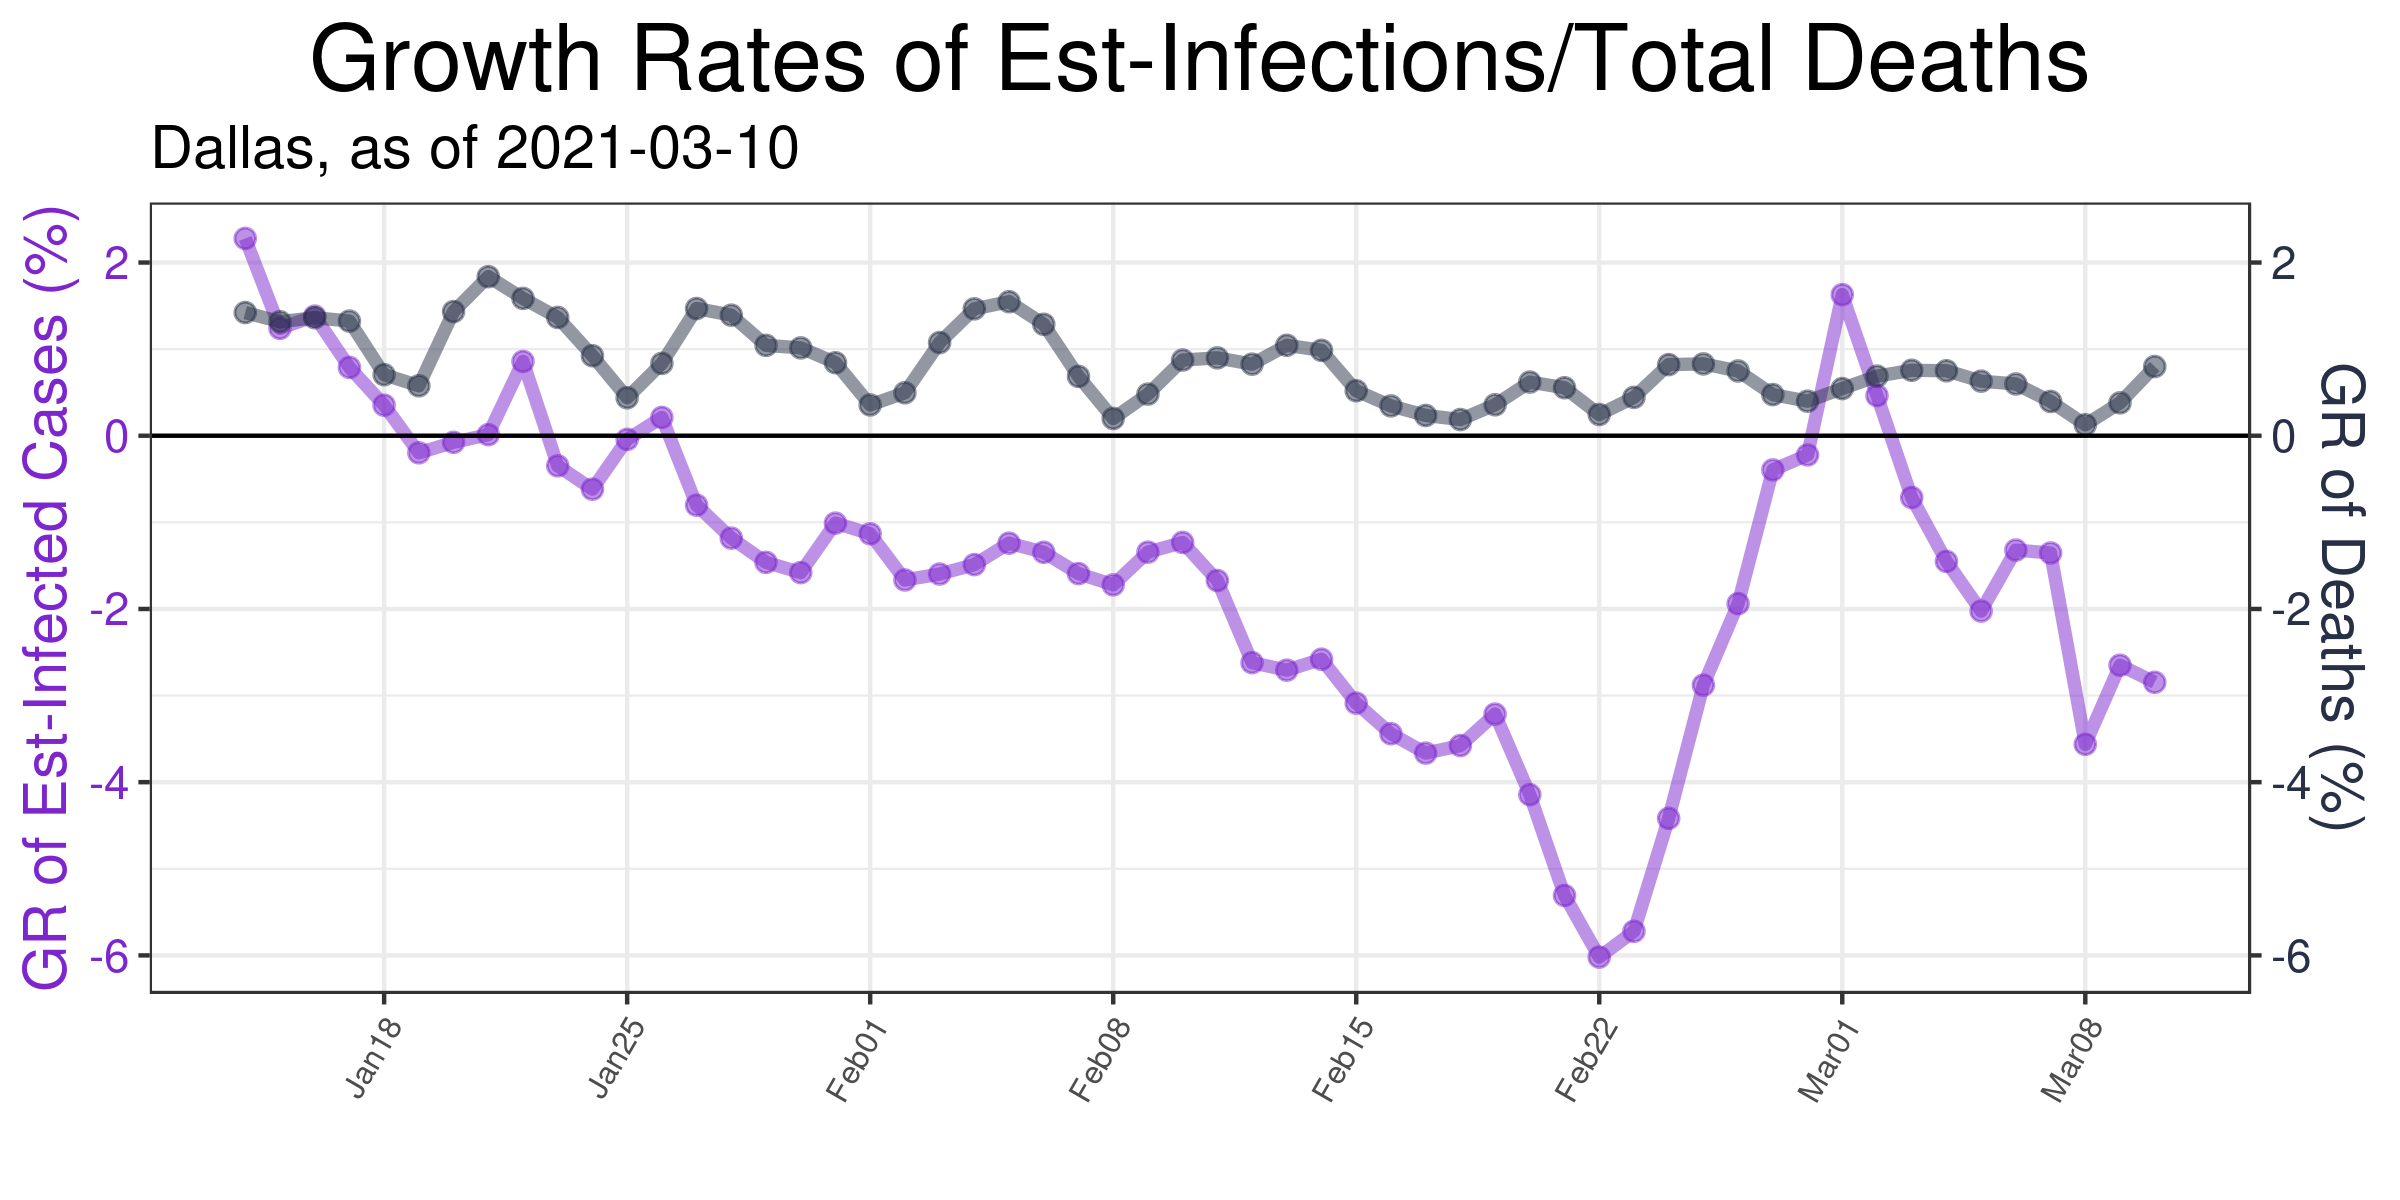 Growth Rates of Est-Infections/Total Deaths
Dallas, as of 2021-03-10
GR of Est-Infected Cases (%)
2
0
-2
-4
-6
2
0
-2
-4
-6
GR of Deaths (%)
Jan18
Jan25
Feb01
Feb08
Feb15
Feb22
Mar01
Mar08